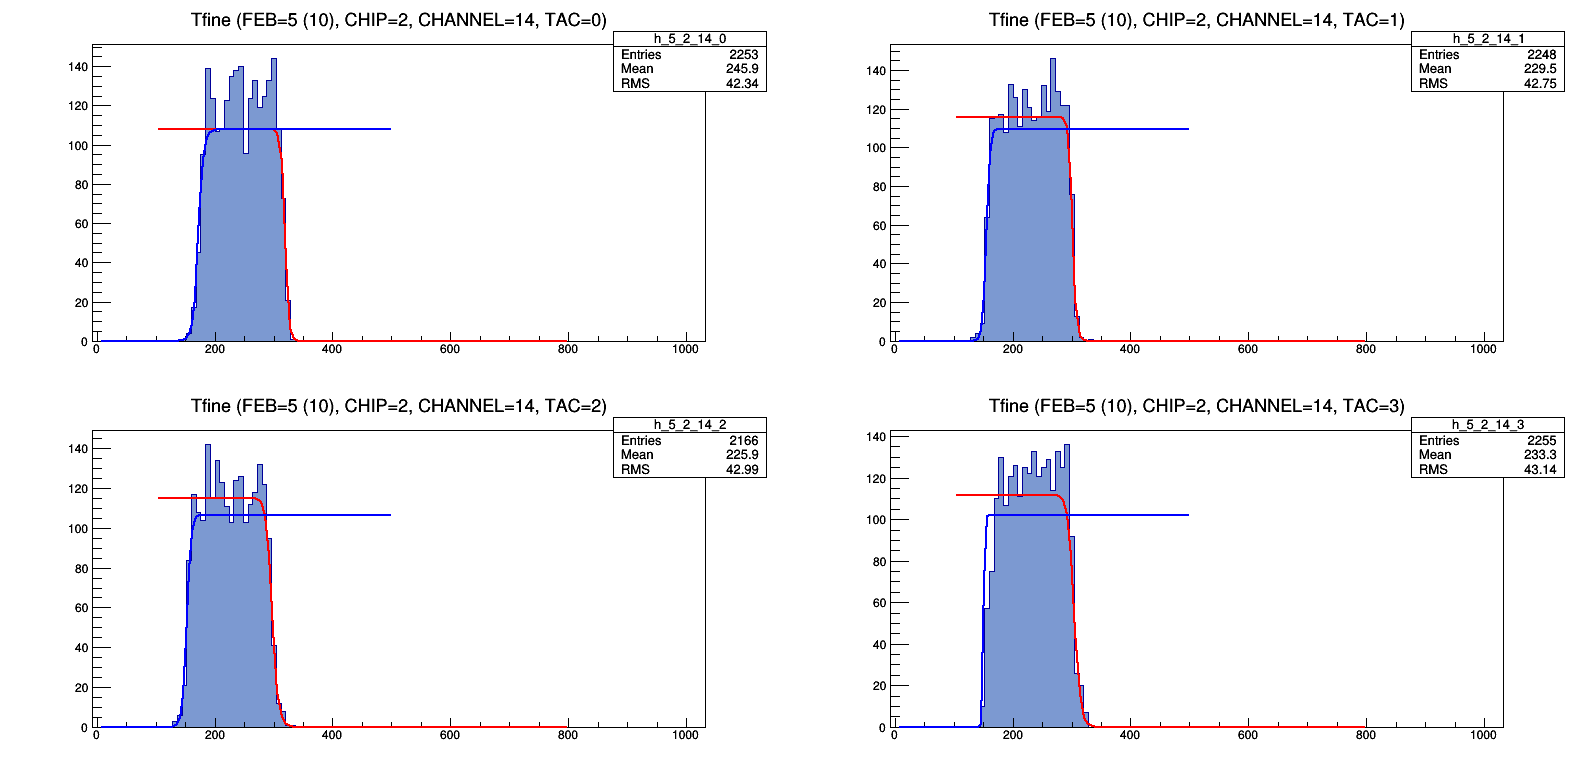 Tfine (FEB=5 (10), CHIP=2, CHANNEL=14, TAC=0)
h_5_2_14_0
Entries 2253
Mean 245.9
RMS 42.34
140
120
100
80
60
40
20
0
0 200 400 600 800 1000
Tfine (FEB=5 (10), CHIP=2, CHANNEL=14, TAC=1)
h_5_2_14_1
Entries 2248
Mean 229.5
RMS 42.75
140
120
100
80
60
40
20
0
0 200 400 600 800 1000
Tfine (FEB=5 (10), CHIP=2, CHANNEL=14, TAC=2)
h_5_2_14_2
Entries 2166
Mean 225.9
RMS 42.99
140
120
100
80
60
40
20
0
0 200 400 600 800 1000
Tfine (FEB=5 (10), CHIP=2, CHANNEL=14, TAC=3)
h_5_2_14_3
Entries 2255
Mean 233.3
RMS 43.14
140
120
100
80
60
40
20
0
0 200 400 600 800 1000